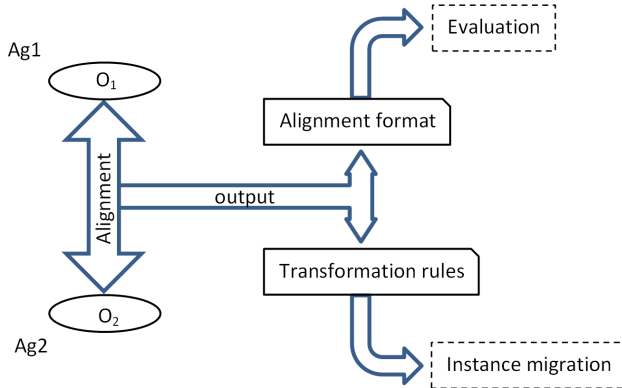 Evaluation
Ag1
O₁
Alignment format
Alignment
output
Transformation rules
O₂
Ag2
Instance migration